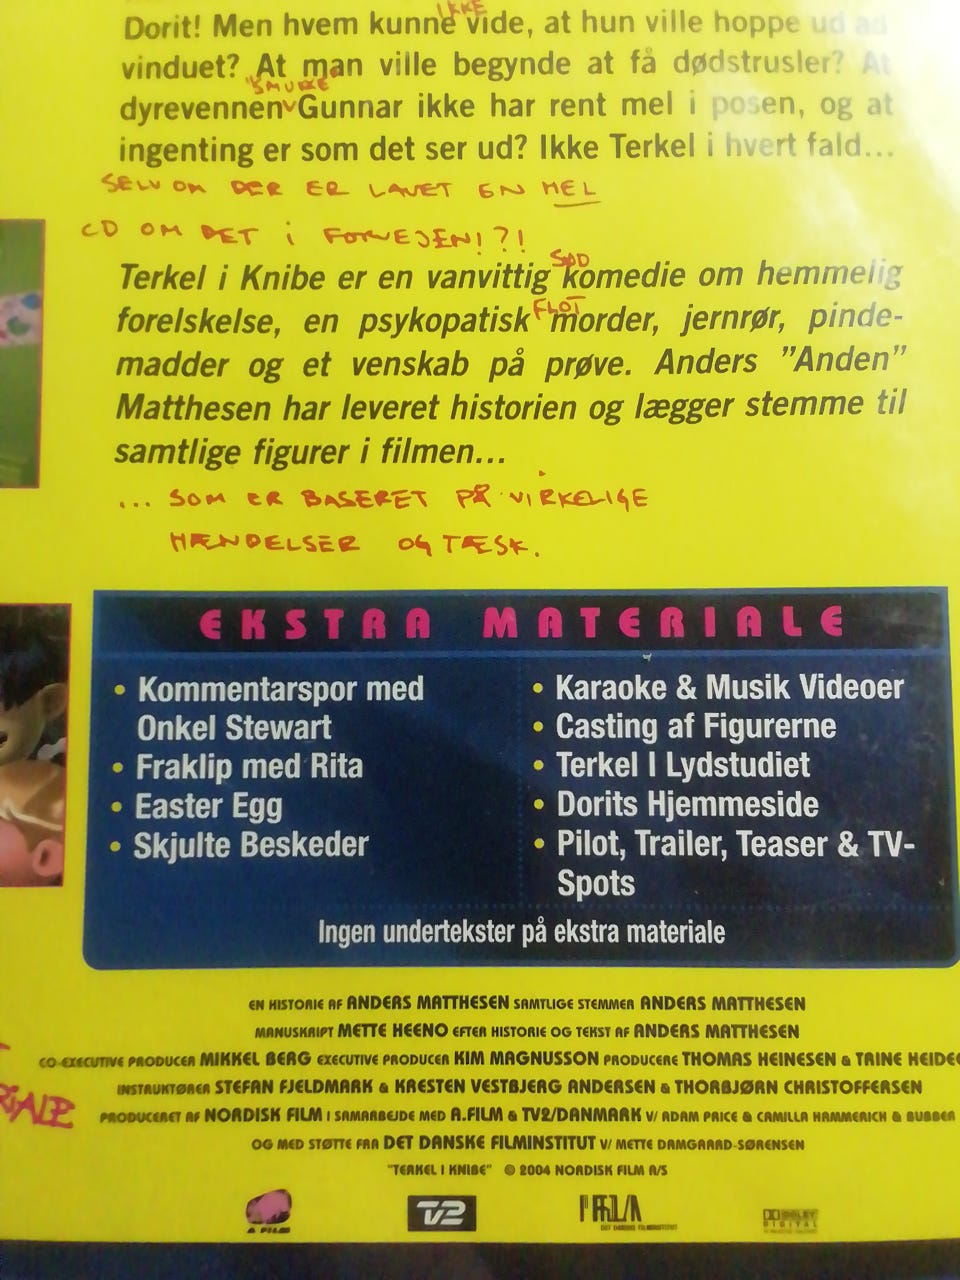 IKKE
Dorit! Men hvem kunne vide, at hun ville hoppe ud ad
vinduet? At man ville begynde at få dødstrusler? At
"SMUKKE"
dyrevennen Gunnar ikke har rent mel i posen, og at
ingenting er som det ser ud? Ikke Terkel i hvert fald...
SELV OM DER ER LAVET EN HEL
CD OM DET i FORVEJEN!?!
SØD
Terkel i Knibe er en vanvittig komedie om hemmelig
FLOT
forelskelse, en psykopatisk morder, jernrør, pinde-
madder og et venskab på prøve. Anders ”Anden”
Matthesen har leveret historien og lægger stemme til
samtlige figurer i filmen...
... SOM ER BASERET PÅ VIRKELIGE
HÆNDELSER OG TÆSK.
EKSTRA MATERIALE
• Kommentarspor med
Onkel Stewart
• Fraklip med Rita
• Easter Egg
• Skjulte Beskeder
• Karaoke & Musik Videoer
• Casting af Figurerne
• Terkel I Lydstudiet
• Dorits Hjemmeside
• Pilot, Trailer, Teaser & TV-
Spots
Ingen undertekster på ekstra materiale
EN HISTORIE AF ANDERS MATTHESEN SAMTLIGE STEMMER ANDERS MATTHESEN
MANUSKRIPT METTE HEENO EFTER HISTORIE OG TEKST AF ANDERS MATTHESEN
CO-EXECUTIVE PRODUCER MIKKEL BERG EXECUTIVE PRODUCER KIM MAGNUSSON PRODUCERE THOMAS HEINESEN & TRINE HEIDEG
INSTRUKTØRER STEFAN FJELDMARK & KRESTEN VESTBJERG ANDERSEN & THORBJØRN CHRISTOFFERSEN
PRODUCERET AF NORDISK FILM I SAMARBEJDE MED A.FILM & TV2/DANMARK V/ ADAM PRICE & CAMILLA HAMMERICH & BUBBER
OG MED STØTTE FRA DET DANSKE FILMINSTITUT V/ METTE DAMGAARD-SØRENSEN
"TERKEL I KNIBE" © 2004 NORDISK FILM A/S
A FILM
TV2
DET DANSKE FILMINSTITUT
DOLBY
DIGITAL